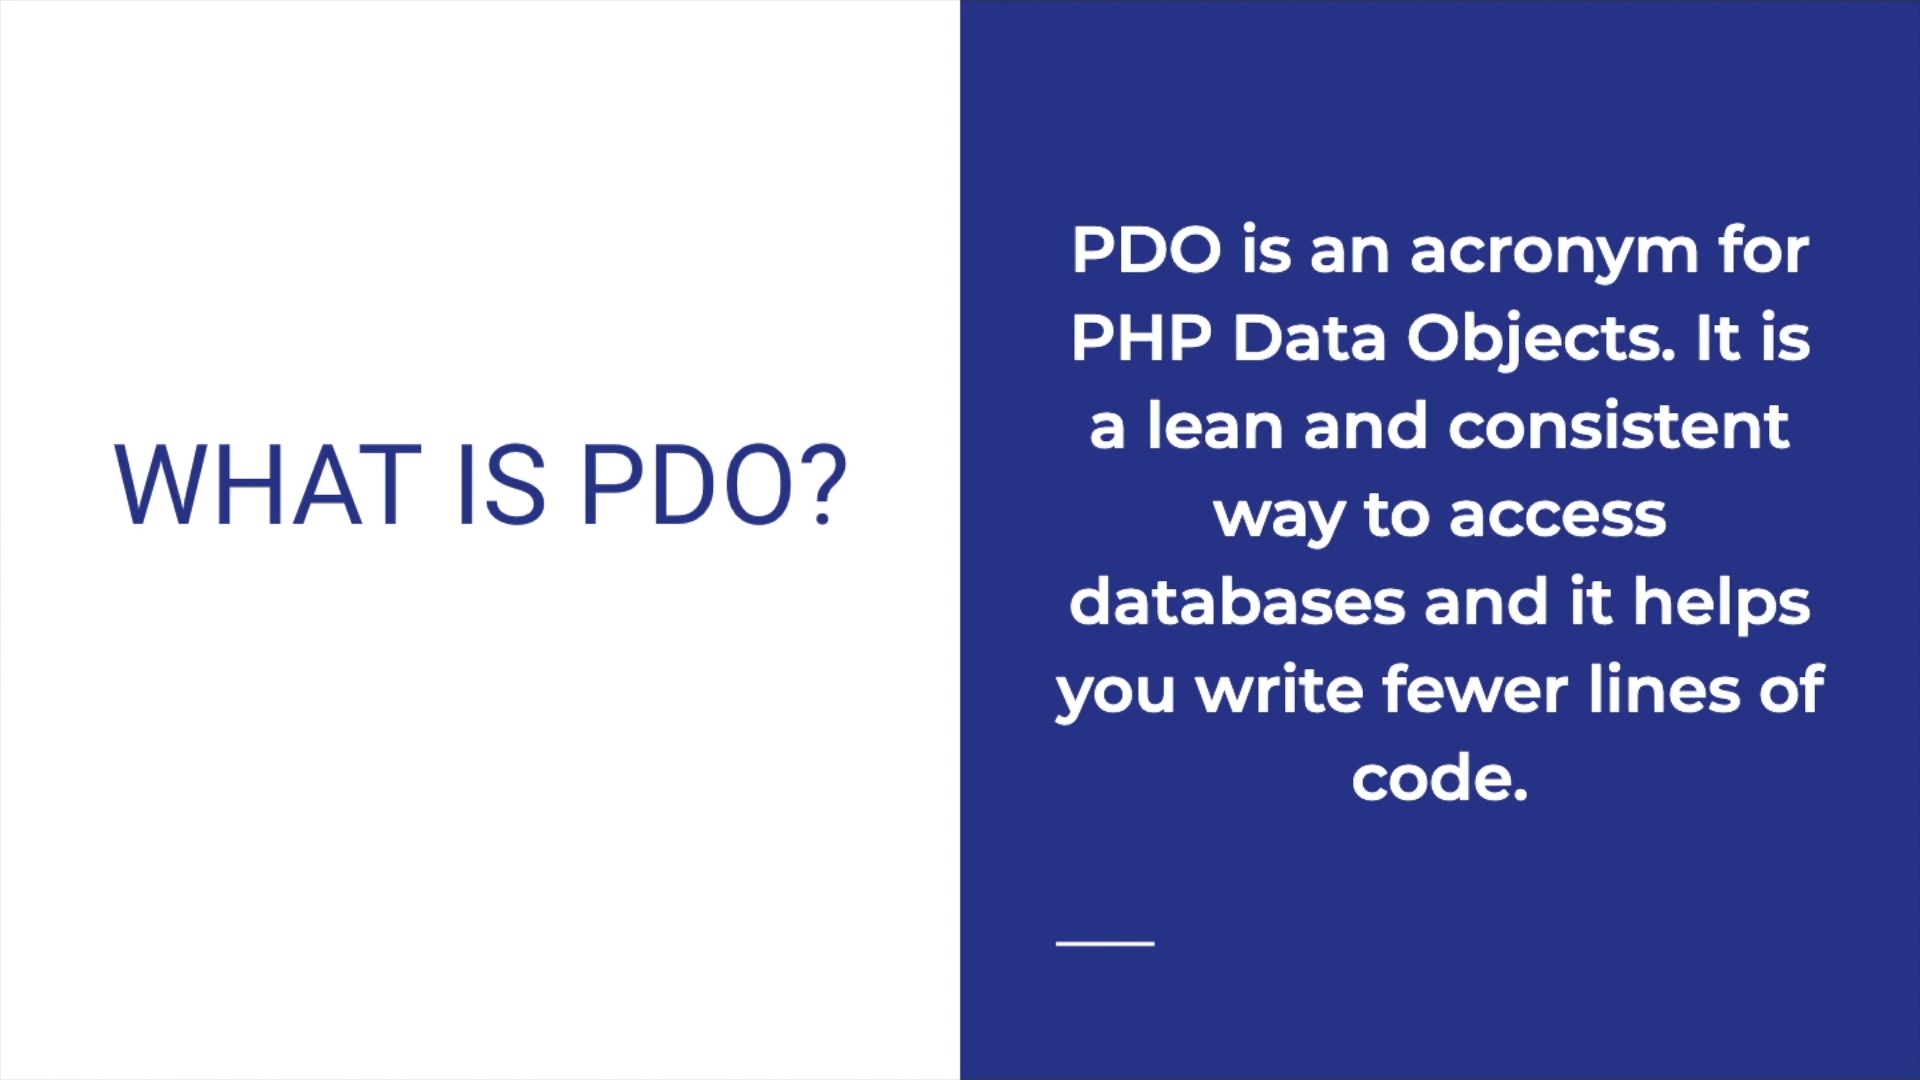 WHAT IS PDO?
PDO is an acronym for
PHP Data Objects. It is
a lean and consistent
way to access
databases and it helps
you write fewer lines of
code.